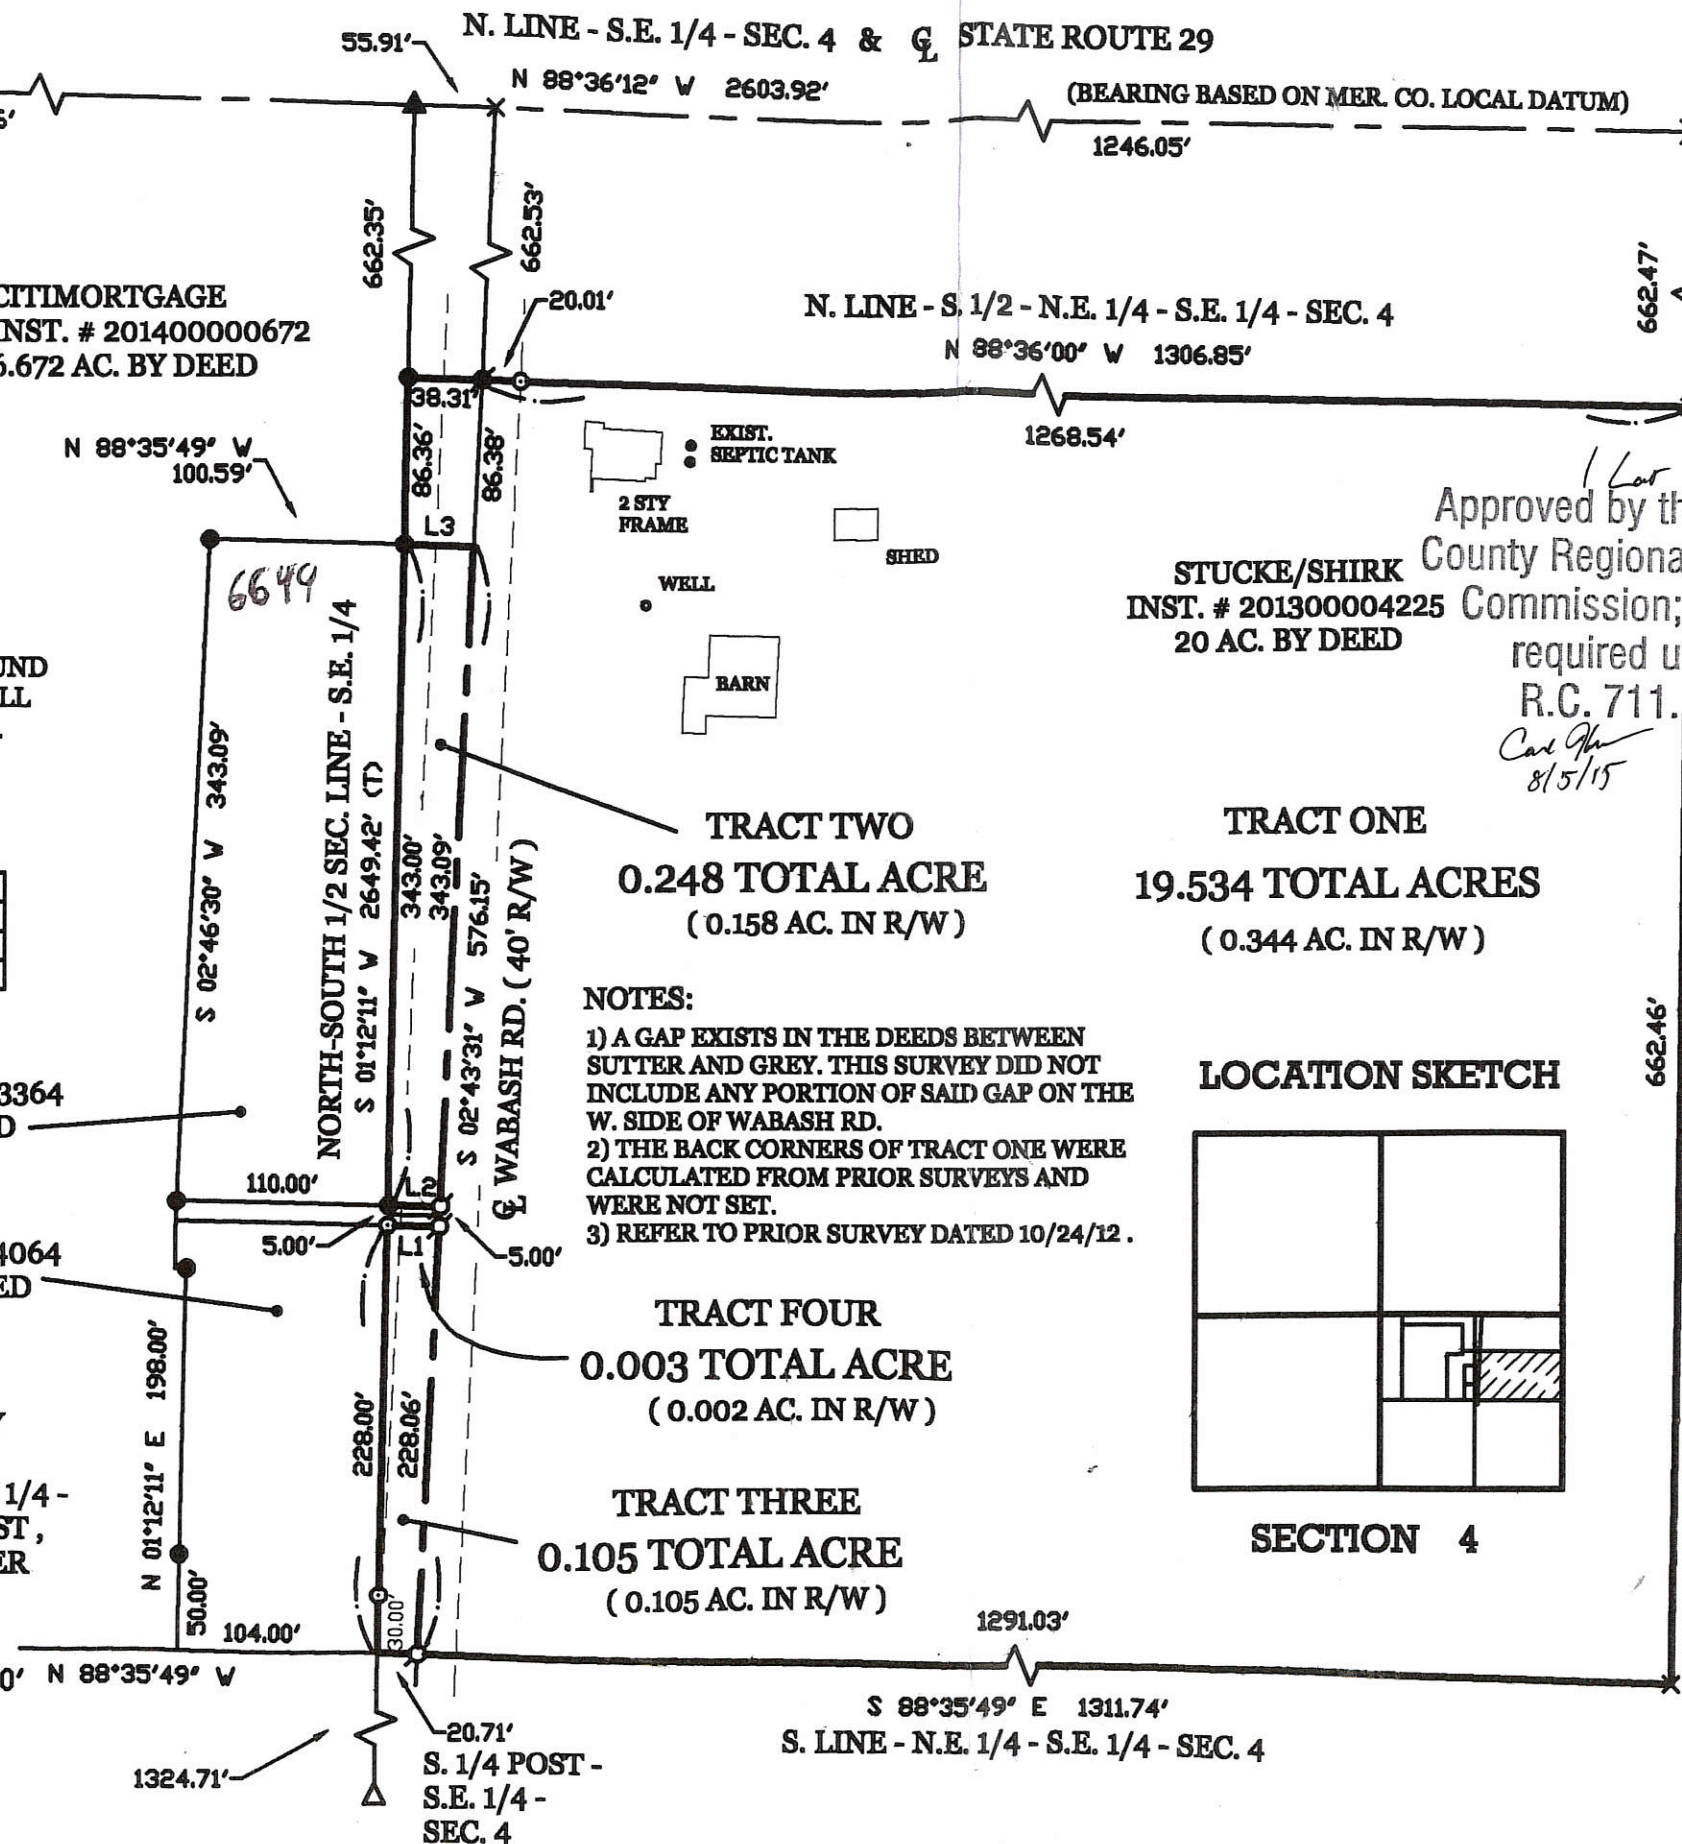 N. LINE - S.E. 1/4 - SEC. 4 & ℄ STATE ROUTE 29
55.91'
N 88°36'12" W 2603.92'
(BEARING BASED ON MER. CO. LOCAL DATUM)
1246.05'
662.35'
662.53'
662.47'
CITIMORTGAGE
INST. # 201400000672
6.672 AC. BY DEED
20.01'
N. LINE - S. 1/2 - N.E. 1/4 - S.E. 1/4 - SEC. 4
N 88°36'00" W 1306.85'
38.31'
1268.54'
N 88°35'49" W
100.59'
86.36'
86.38'
L3
EXIST.
SEPTIC TANK
2 STY
FRAME
SHED
WELL
BARN
6649
1 Lot
Approved by th
County Regiona
Commission;
required u
R.C. 711.
8/5/15
STUCKE/SHIRK
INST. # 201300004225
20 AC. BY DEED
UND
LL
S 02°46'30" W 343.09'
NORTH-SOUTH 1/2 SEC. LINE - S.E. 1/4
S 01°12'11" W 2649.42' (T)
343.00'
343.09'
S 02°43'31" W 576.15'
℄ WABASH RD. ( 40' R/W )
TRACT TWO
0.248 TOTAL ACRE
( 0.158 AC. IN R/W )
TRACT ONE
19.534 TOTAL ACRES
( 0.344 AC. IN R/W )
NOTES:
1) A GAP EXISTS IN THE DEEDS BETWEEN
SUTTER AND GREY. THIS SURVEY DID NOT
INCLUDE ANY PORTION OF SAID GAP ON THE
W. SIDE OF WABASH RD.
2) THE BACK CORNERS OF TRACT ONE WERE
CALCULATED FROM PRIOR SURVEYS AND
WERE NOT SET.
3) REFER TO PRIOR SURVEY DATED 10/24/12 .
662.46'
LOCATION SKETCH
SECTION 4
3364
D
110.00'
L2
5.00'
L1
5.00'
4064
ED
TRACT FOUR
0.003 TOTAL ACRE
( 0.002 AC. IN R/W )
N 01°12'11" E 198.00'
228.00'
228.06'
Y
1/4 -
ST ,
ER
TRACT THREE
0.105 TOTAL ACRE
( 0.105 AC. IN R/W )
50.00'
30.00'
104.00'
0' N 88°35'49" W
1291.03'
S 88°35'49" E 1311.74'
S. LINE - N.E. 1/4 - S.E. 1/4 - SEC. 4
20.71'
1324.71'
S. 1/4 POST -
S.E. 1/4 -
SEC. 4